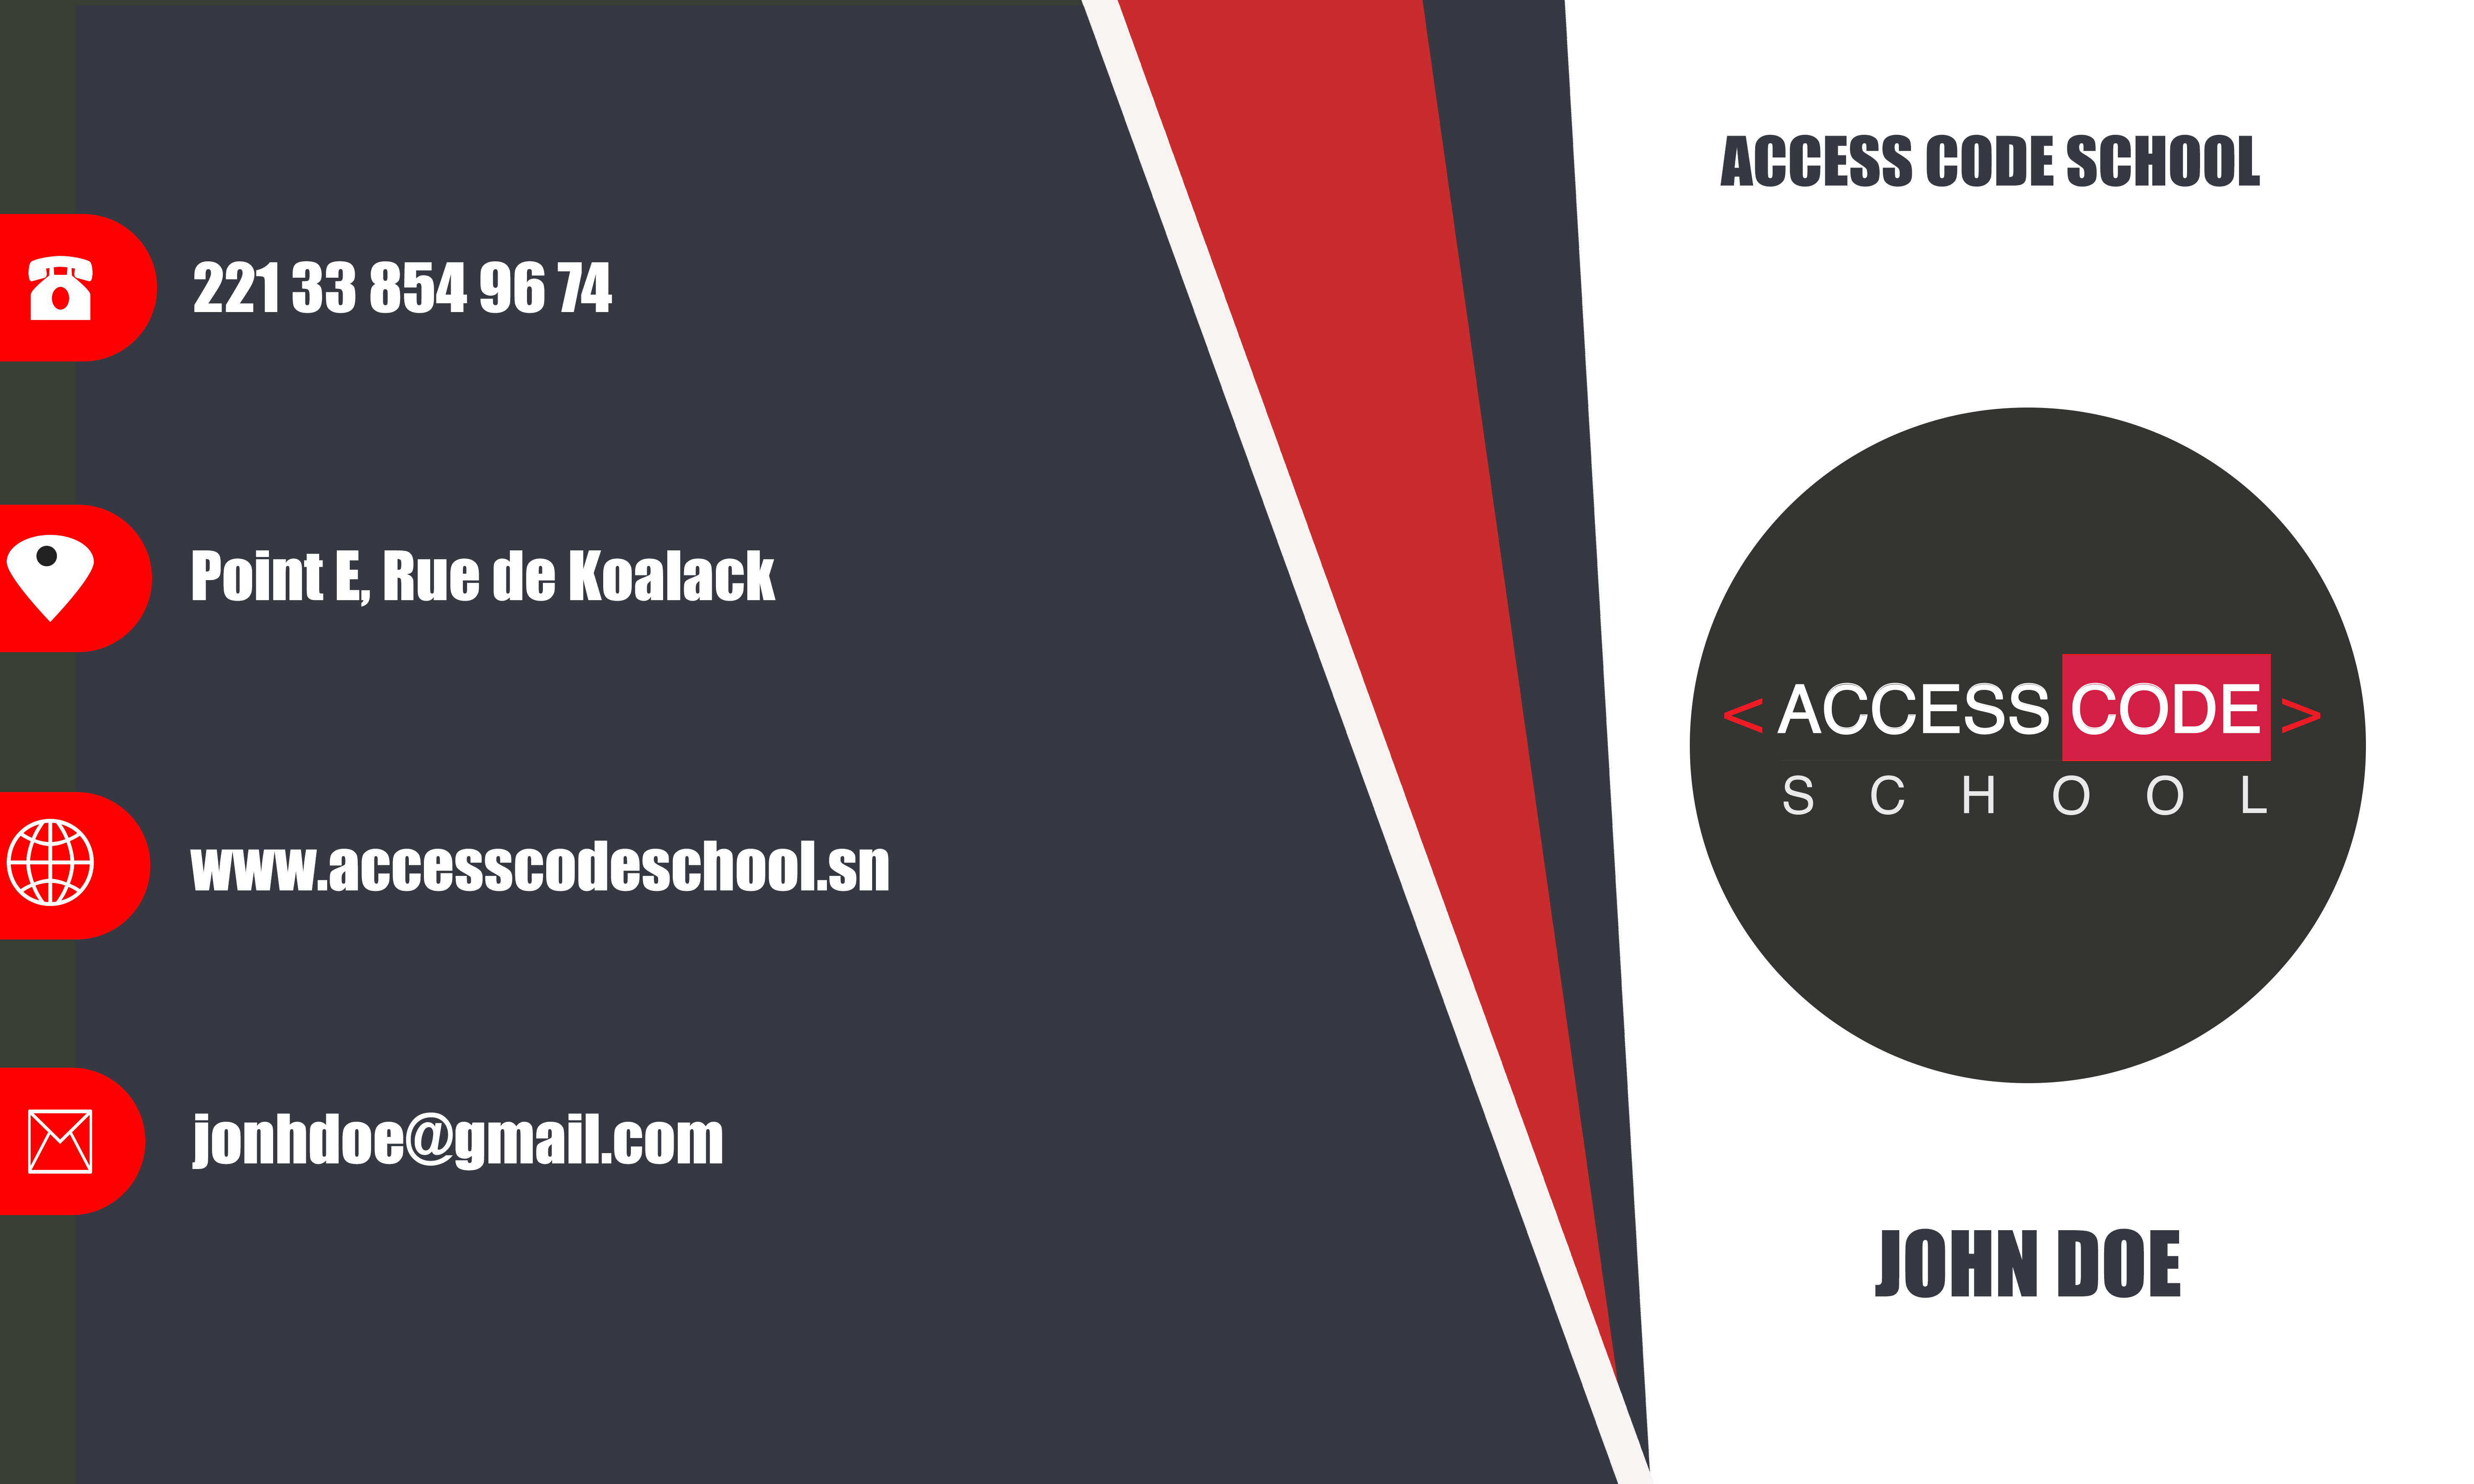 221 33 854 96 74
Point E, Rue de Koalack
www.accesscodeschool.sn
jonhdoe@gmail.com
ACCESS CODE SCHOOL
< ACCESS CODE >
SCHOOL
JOHN DOE